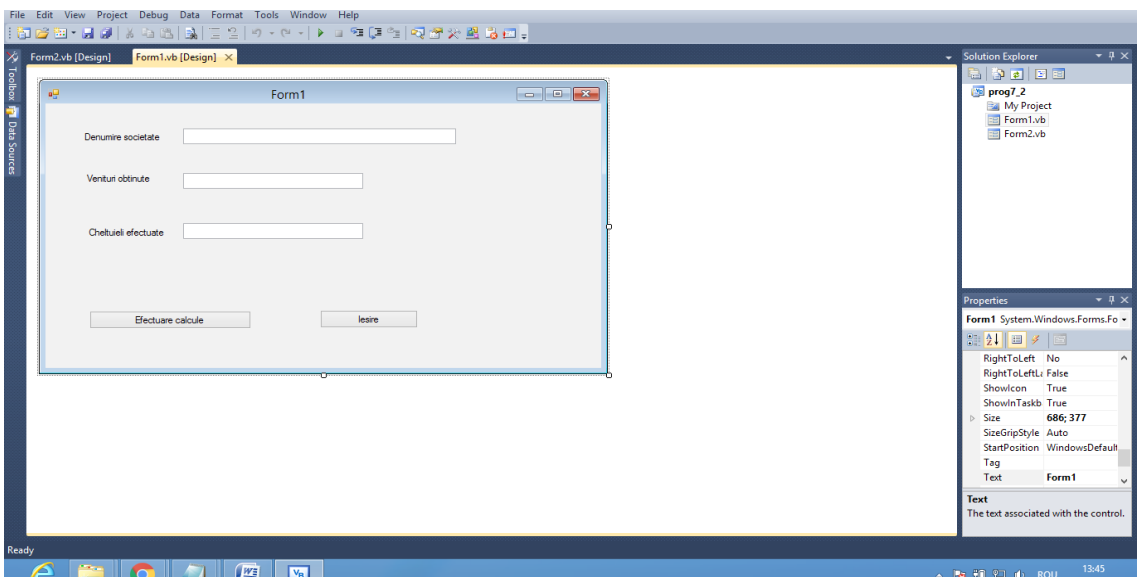 File Edit View Project Debug Data Format Tools Window Help
Form2.vb [Design] Form1.vb [Design]
Toolbox
Data Sources
Form1
Denumire societate
Venituri obtinute
Cheltuieli efectuate
Efectuare calcule Iesire
Solution Explorer
prog7_2
My Project
Form1.vb
Form2.vb
Properties
Form1 System.Windows.Forms.Fo
RightToLeft No
RightToLeftLa False
ShowIcon True
ShowInTaskb True
Size 686; 377
SizeGripStyle Auto
StartPosition WindowsDefault
Tag
Text Form1
Text
The text associated with the control.
Ready
ROU 13:45